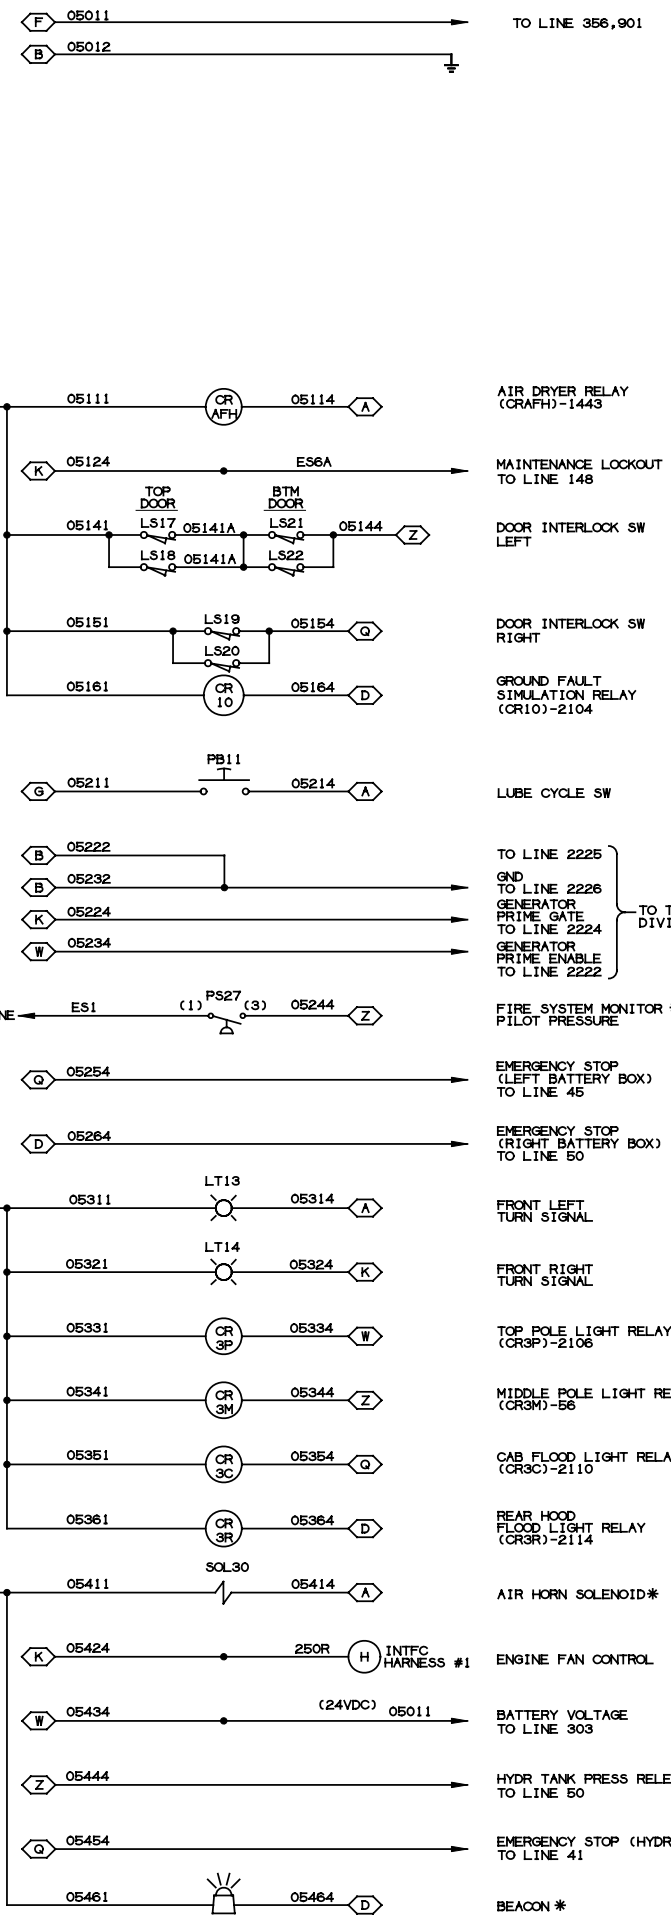 F 05011 TO LINE 356,901
B 05012
05111 CR AFH 05114 A AIR DRYER RELAY
(CRAFH)-1443
K 05124 ES6A MAINTENANCE LOCKOUT
TO LINE 148
TOP DOOR BTM DOOR
05141 LS17 05141A LS21 05144 Z DOOR INTERLOCK SW
LEFT
LS18 05141A LS22
05151 LS19 05154 Q DOOR INTERLOCK SW
RIGHT
LS20
05161 CR 10 05164 D GROUND FAULT
SIMULATION RELAY
(CR10)-2104
PB11
G 05211 05214 A LUBE CYCLE SW
B 05222 TO LINE 2225
B 05232 GND
TO LINE 2226
K 05224 GENERATOR
PRIME GATE
TO LINE 2224
TO T
DIVI
W 05234 GENERATOR
PRIME ENABLE
TO LINE 2222
NE ES1 (1) PS27 (3) 05244 Z FIRE SYSTEM MONITOR
PILOT PRESSURE
Q 05254 EMERGENCY STOP
(LEFT BATTERY BOX)
TO LINE 45
D 05264 EMERGENCY STOP
(RIGHT BATTERY BOX)
TO LINE 50
LT13
05311 05314 A FRONT LEFT
TURN SIGNAL
LT14
05321 05324 K FRONT RIGHT
TURN SIGNAL
05331 CR 3P 05334 W TOP POLE LIGHT RELAY
(CR3P)-2106
05341 CR 3M 05344 Z MIDDLE POLE LIGHT RE
(CR3M)-56
05351 CR 3C 05354 Q CAB FLOOD LIGHT RELA
(CR3C)-2110
05361 CR 3R 05364 D REAR HOOD
FLOOD LIGHT RELAY
(CR3R)-2114
SOL30
05411 05414 A AIR HORN SOLENOID*
K 05424 250R H INTFC
HARNESS #1 ENGINE FAN CONTROL
W 05434 (24VDC) 05011 BATTERY VOLTAGE
TO LINE 303
Z 05444 HYDR TANK PRESS RELE
TO LINE 50
Q 05454 EMERGENCY STOP (HYDR
TO LINE 41
05461 05464 D BEACON *